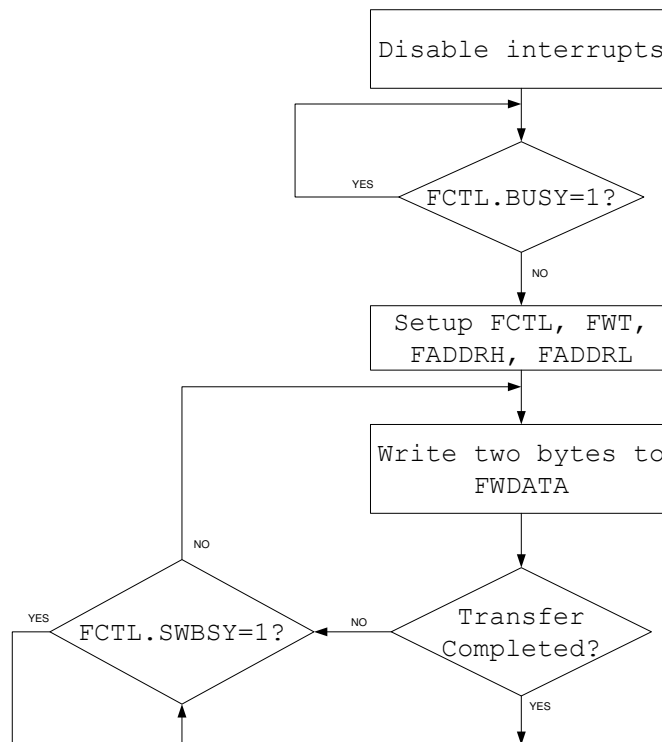 Disable interrupts
YES
FCTL.BUSY=1?
NO
Setup FCTL, FWT,
FADDRH, FADDRL
Write two bytes to
FWDATA
NO
YES
FCTL.SWBSY=1?
NO
Transfer
Completed?
YES